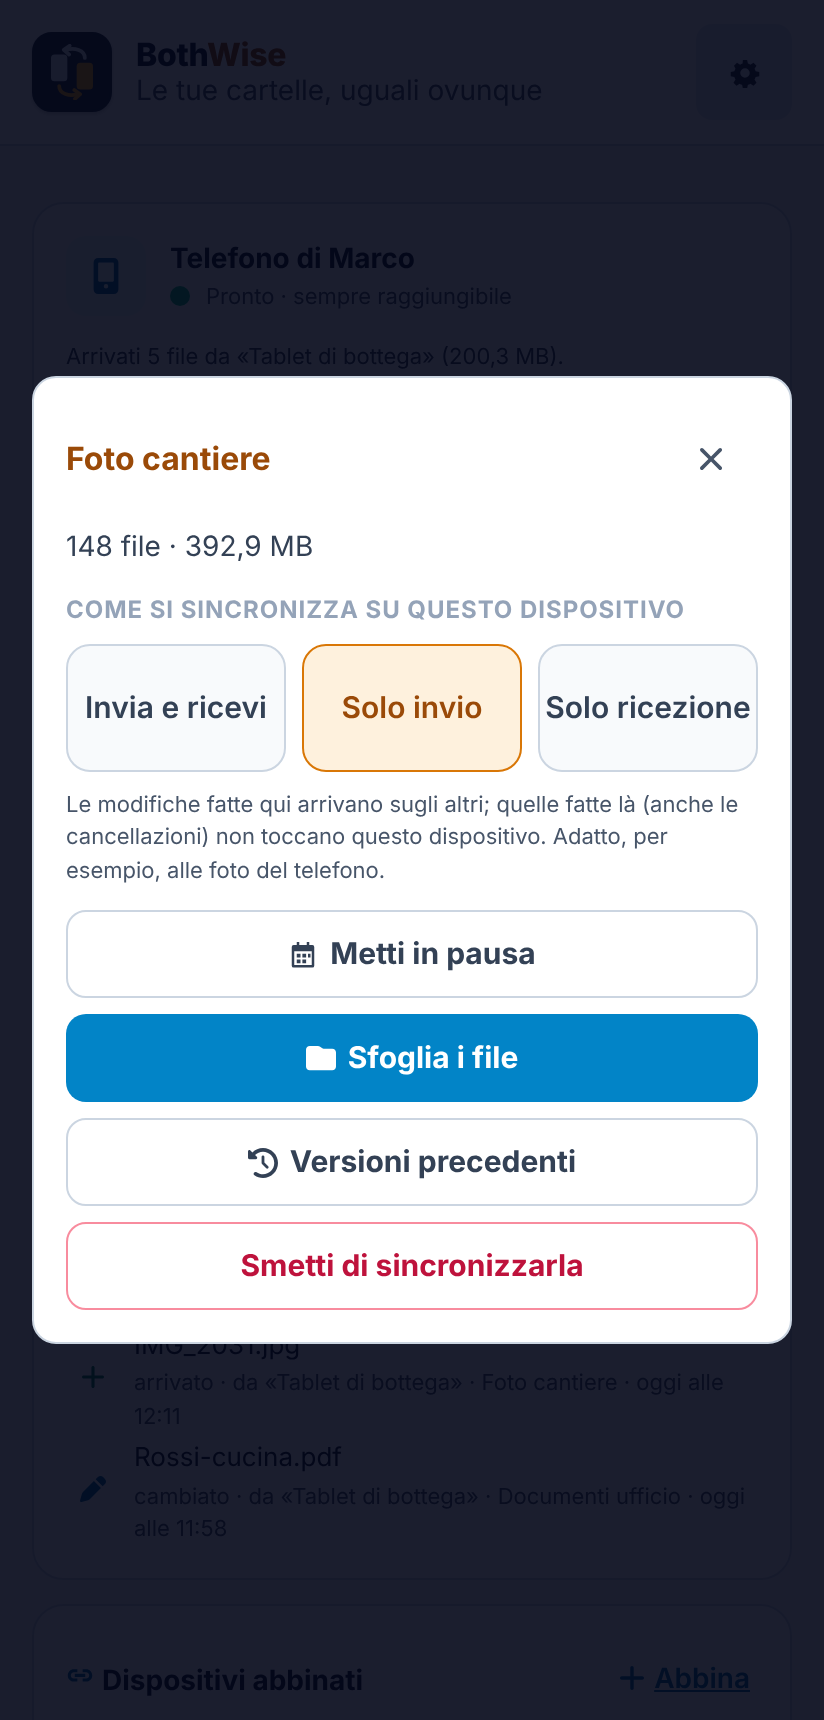 BothWise
Le tue cartelle, uguali ovunque
Telefono di Marco
Pronto · sempre raggiungibile
Arrivati 5 file da «Tablet di bottega» (200,3 MB).
Foto cantiere
148 file · 392,9 MB
COME SI SINCRONIZZA SU QUESTO DISPOSITIVO
Invia e ricevi
Solo invio
Solo ricezione
Le modifiche fatte qui arrivano sugli altri; quelle fatte là (anche le
cancellazioni) non toccano questo dispositivo. Adatto, per
esempio, alle foto del telefono.
Metti in pausa
Sfoglia i file
Versioni precedenti
Smetti di sincronizzarla
IMG_2031.jpg
arrivato · da «Tablet di bottega» · Foto cantiere · oggi alle
12:11
Rossi-cucina.pdf
cambiato · da «Tablet di bottega» · Documenti ufficio · oggi
alle 11:58
Dispositivi abbinati
Abbina